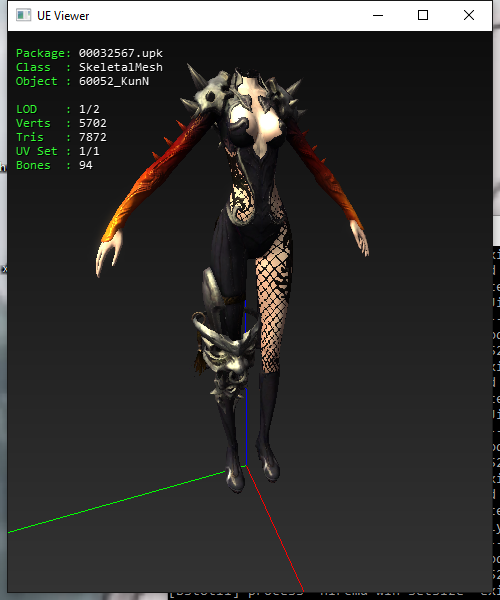 UE Viewer
Package: 00032567.upk
Class : SkeletalMesh
Object : 60052_KunN
LOD : 1/2
Verts : 5702
Tris : 7872
UV Set : 1/1
Bones : 94